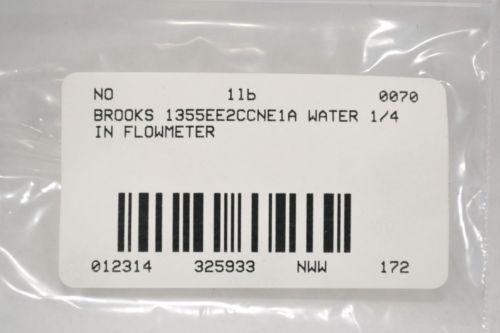 NO 1lb 0070
BROOKS 1355EE2CCNE1A WATER 1/4
IN FLOWMETER
012314 325933 NWW 172